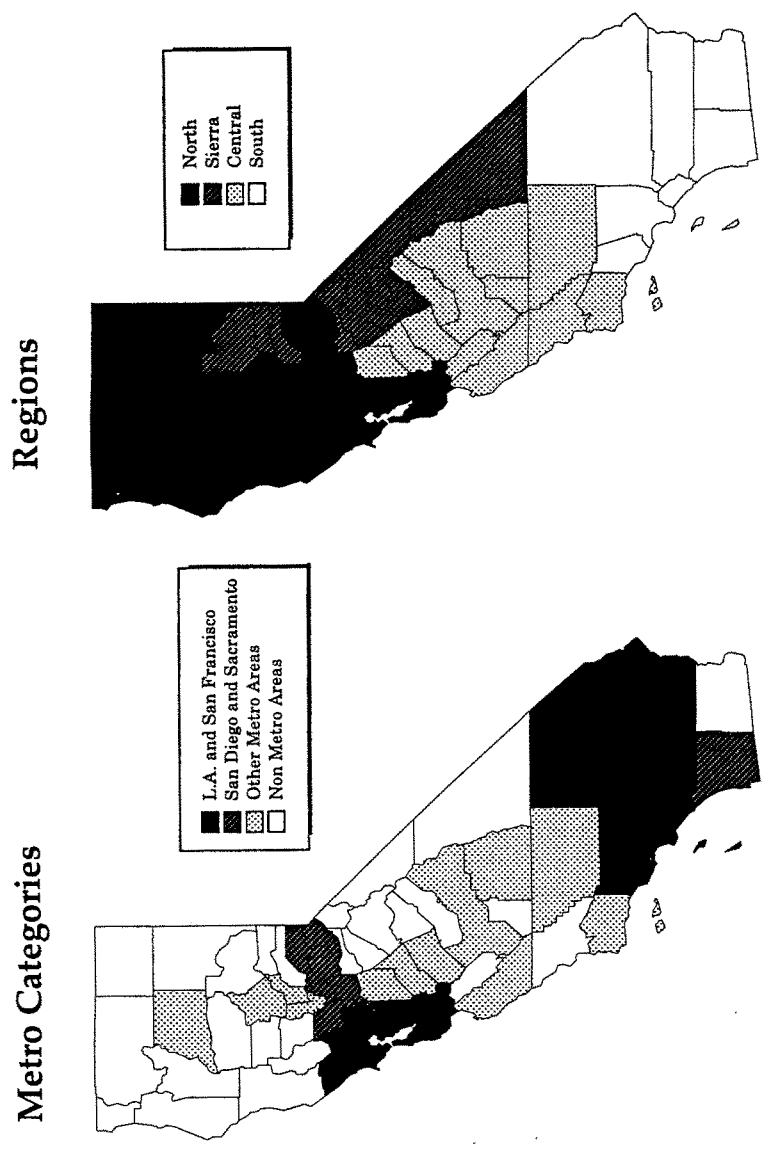 Metro Categories
L.A. and San Francisco
San Diego and Sacramento
Other Metro Areas
Non Metro Areas
Regions
North
Sierra
Central
South